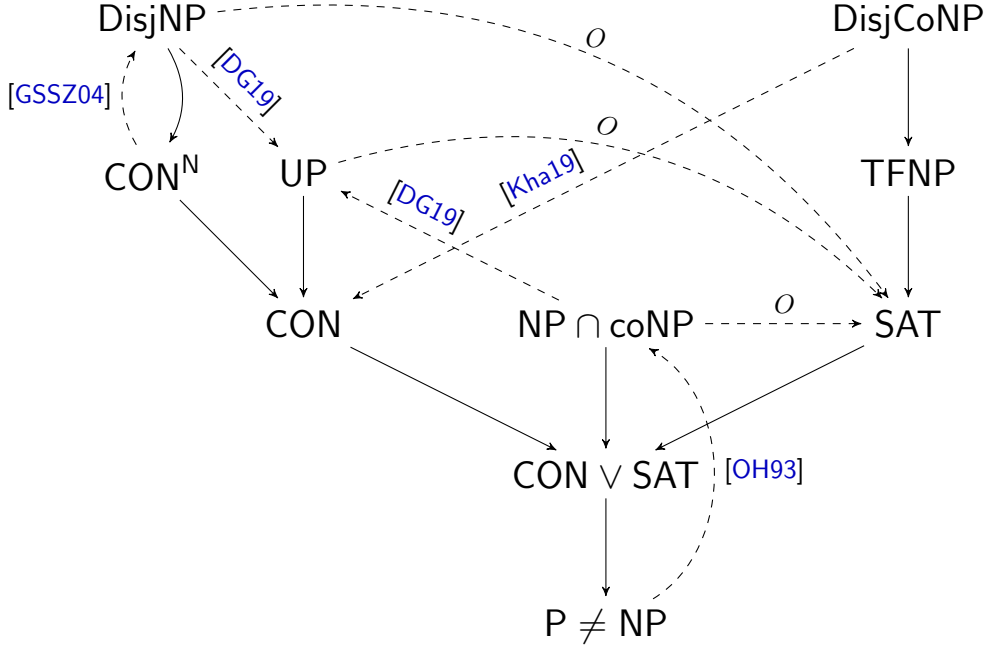 DisjNP
DisjCoNP
O
[GSSZ04]
[DG19]
O
CON^N
UP
[Kha19]
TFNP
[DG19]
CON
NP ∩ coNP
O
SAT
CON ∨ SAT
[OH93]
P ≠ NP